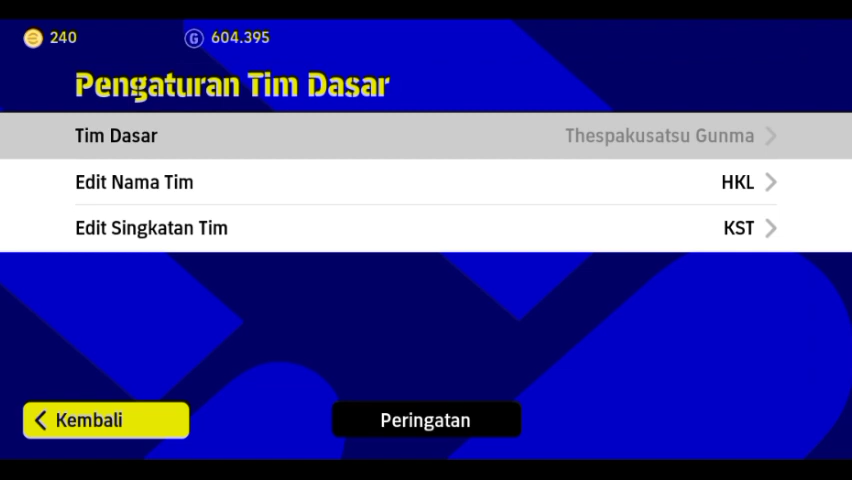 240
G 604.395
Pengaturan Tim Dasar
Tim Dasar Thespakusatsu Gunma
Edit Nama Tim HKL
Edit Singkatan Tim KST
Kembali
Peringatan